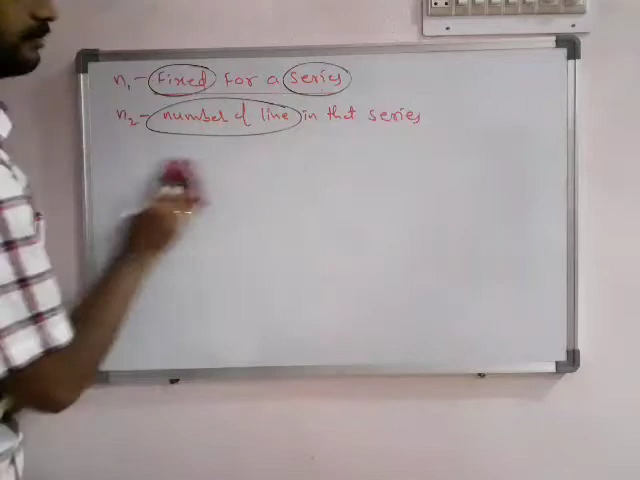 n₁ - Fixed for a series
n₂ - number of line in that series